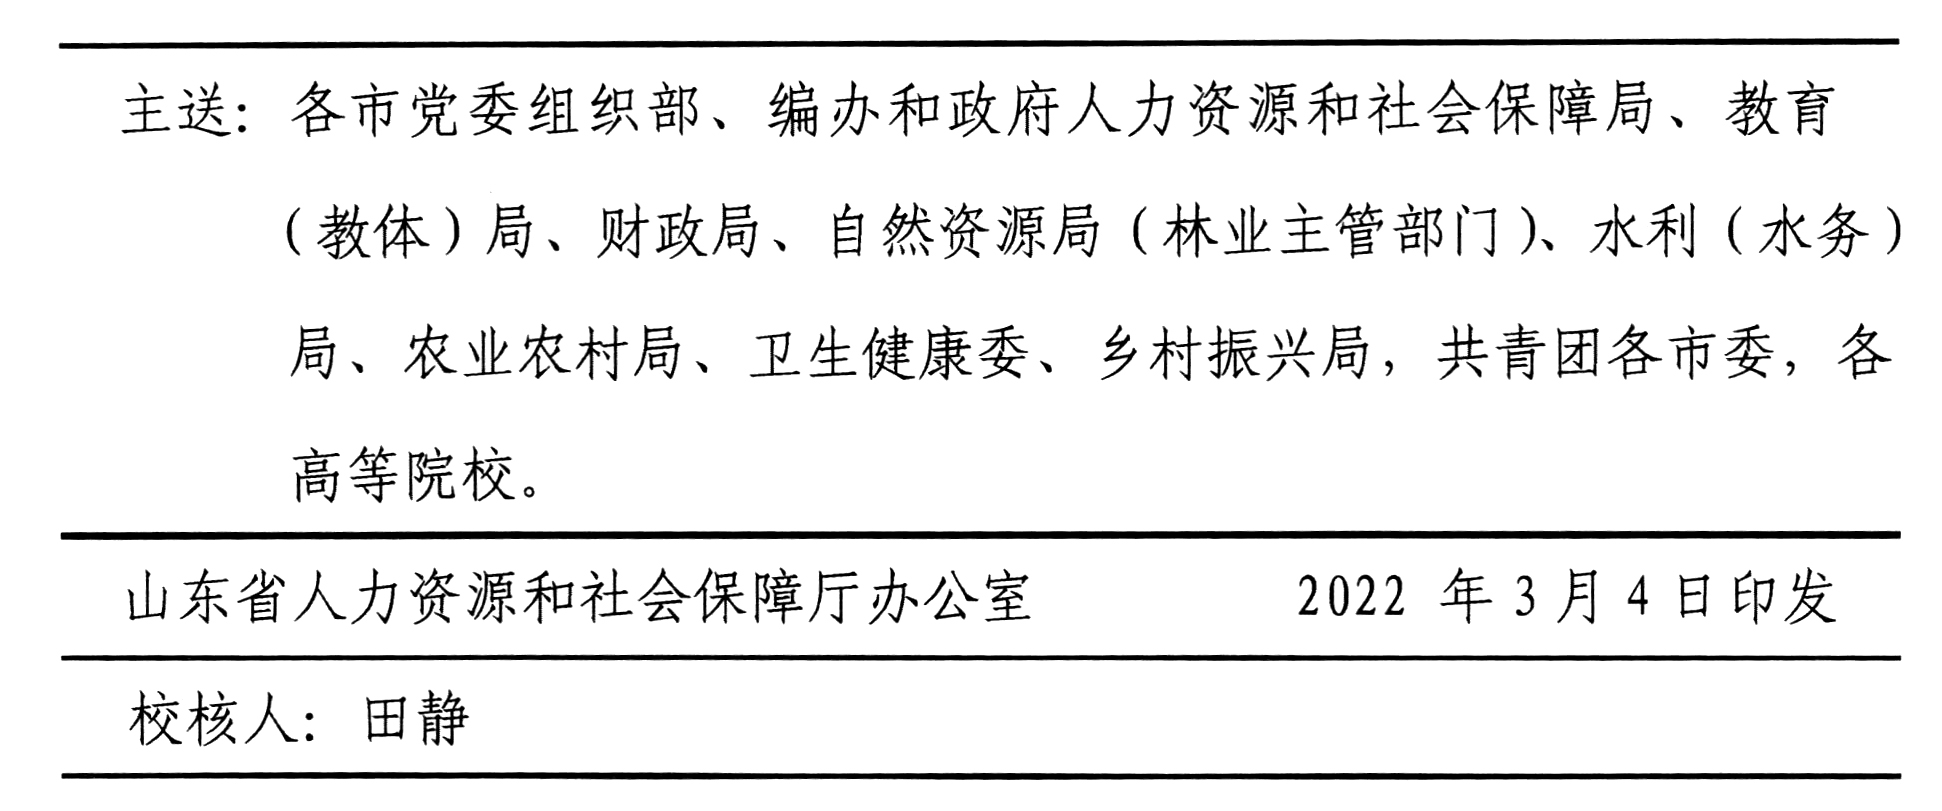 主送：各市党委组织部、编办和政府人力资源和社会保障局、教育
（教体）局、财政局、自然资源局（林业主管部门）、水利（水务）
局、农业农村局、卫生健康委、乡村振兴局，共青团各市委，各
高等院校。
山东省人力资源和社会保障厅办公室 2022 年 3 月 4 日印发
校核人：田静